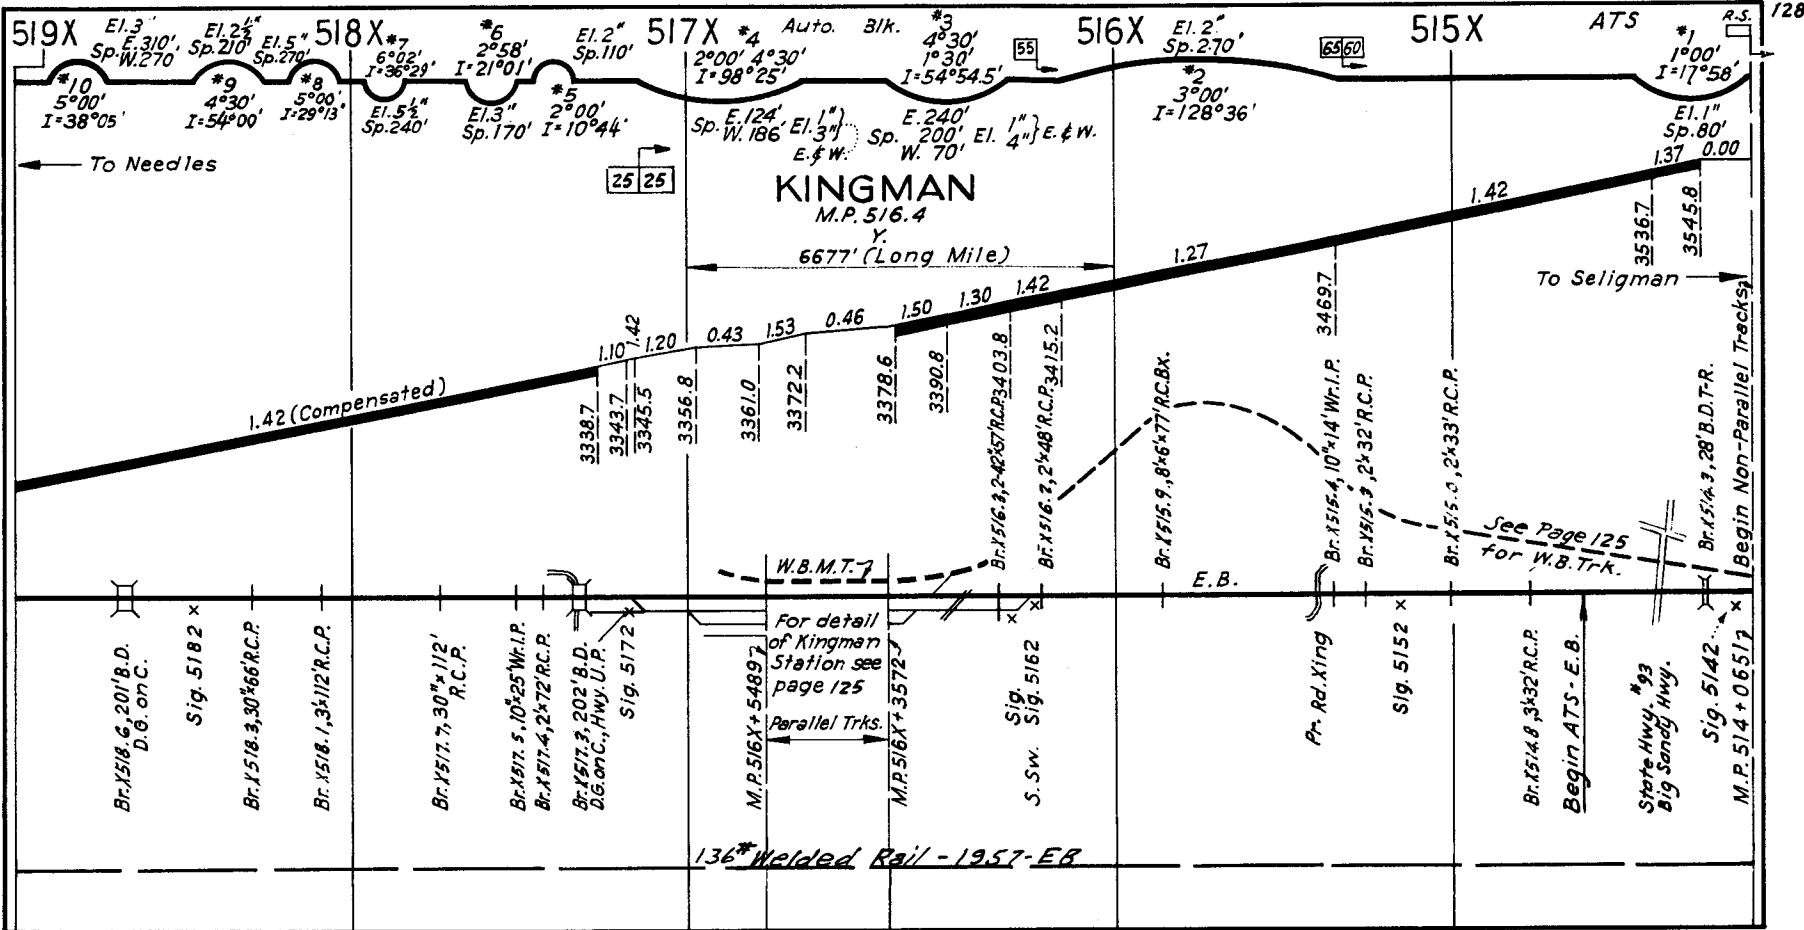 519X
El.3"
E.310'
Sp. W.270'
El.2½"
Sp.210'
El.5"
Sp.270'
518X
#7
6°02'
I=36°29'
#6
2°58'
I=21°01'
El.2"
Sp.110'
517X
#4
2°00' 4°30'
I=98°25'
Auto. Blk.
#3
4°30'
1°30'
I=54°54.5'
55
516X
El.2"
Sp.270'
65 60
515X
ATS
#1
1°00'
I=17°58'
R.S.
128
#10
5°00'
I=38°05'
#9
4°30'
I=54°00'
#8
5°00'
I=29°13'
El.5½"
Sp.240'
El.3"
Sp.170'
#5
2°00'
I=10°44'
Sp. E.124' W.186' El. 1" 3" } E.&W.
Sp. E.240' 200' W. 70' El. 1" 4" } E.&W.
#2
3°00'
I=128°36'
El.1"
Sp.80'
To Needles
25 25
KINGMAN
M.P. 516.4
Y.
6677' (Long Mile)
To Seligman
1.42 (Compensated)
1.10
1.42
1.20
0.43
1.53
0.46
1.50
1.30
1.42
1.27
1.42
1.37
0.00
3338.7
3343.7
3345.5
3356.8
3361.0
3372.2
3378.6
3390.8
3403.8
3415.2
3469.7
3536.7
3545.8
Br.X516.3, 2-42"x57' R.C.P.
Br.X516.2, 2'x48' R.C.P.
Br.X515.9, 8'x6'x77' R.C.Bx.
Br.X515.4, 10"x14' Wr.I.P.
Br.X515.3, 2'x32' R.C.P.
Br.X515.0, 2'x33' R.C.P.
Br.X514.3, 28' B.D.T-R.
Begin Non-Parallel Tracks
See Page 125
for W.B. Trk.
W.B.M.T.
E.B.
Br.X518.6, 201' B.D.
D.G. on C.
Sig. 5182
Br.X518.3, 30"x66' R.C.P.
Br.X518.1, 3'x112' R.C.P.
Br.X517.7, 30"x112'
R.C.P.
Br.X517.5, 10"x25' Wr.I.P.
Br.X517.4, 2'x72' R.C.P.
Br.X517.3, 202' B.D.
D.G. on C., Hwy. U.P.
Sig. 5172
M.P. 516X+5489
For detail
of Kingman
Station see
page 125
Parallel Trks.
M.P. 516X+3572
Sig.
S. Sw. Sig. 5162
Pr. Rd. Xing
Sig. 5152
Br.X514.8, 3'x32' R.C.P.
Begin ATS-E.B.
State Hwy. #93
Big Sandy Hwy.
Sig. 5142
M.P. 514+0651
136# Welded Rail - 1957 - EB